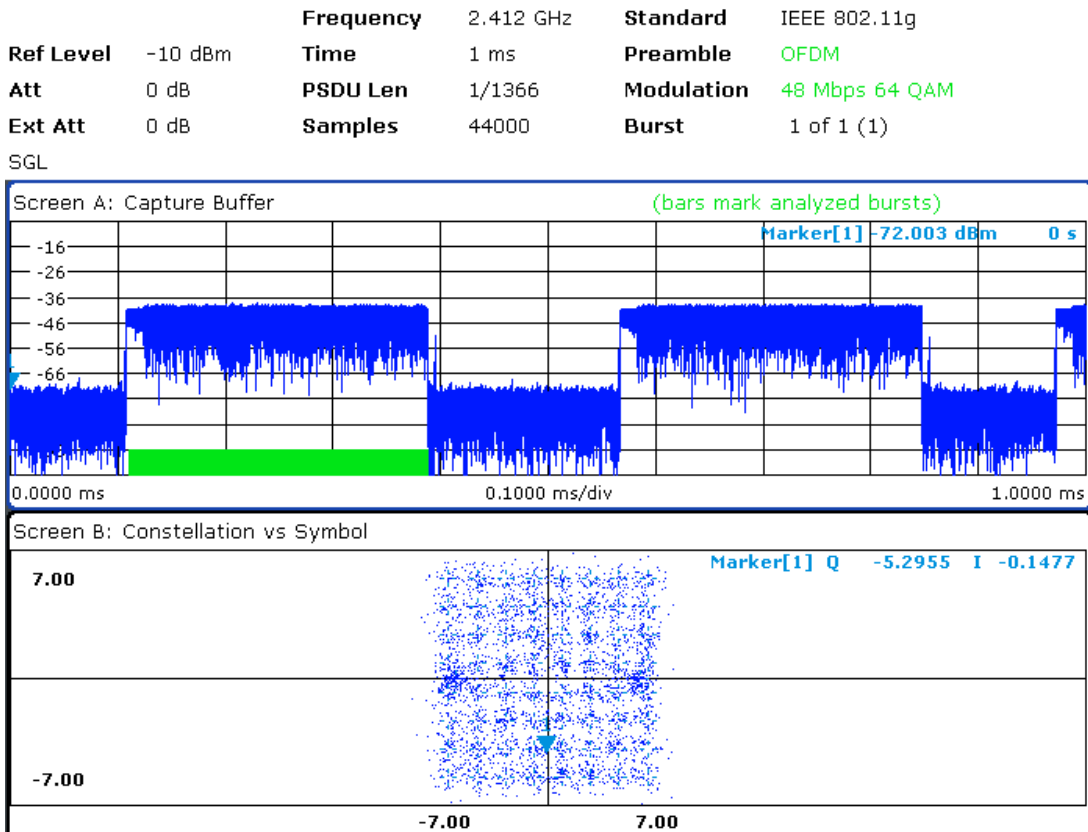 Frequency 2.412 GHz Standard IEEE 802.11g
Ref Level -10 dBm Time 1 ms Preamble OFDM
Att 0 dB PSDU Len 1/1366 Modulation 48 Mbps 64 QAM
Ext Att 0 dB Samples 44000 Burst 1 of 1 (1)
SGL
Screen A: Capture Buffer (bars mark analyzed bursts)
Marker[1] -72.003 dBm 0 s
-16
-26
-36
-46
-56
-66
0.0000 ms 0.1000 ms/div 1.0000 ms
Screen B: Constellation vs Symbol
Marker[1] Q -5.2955 I -0.1477
7.00
-7.00
-7.00 7.00